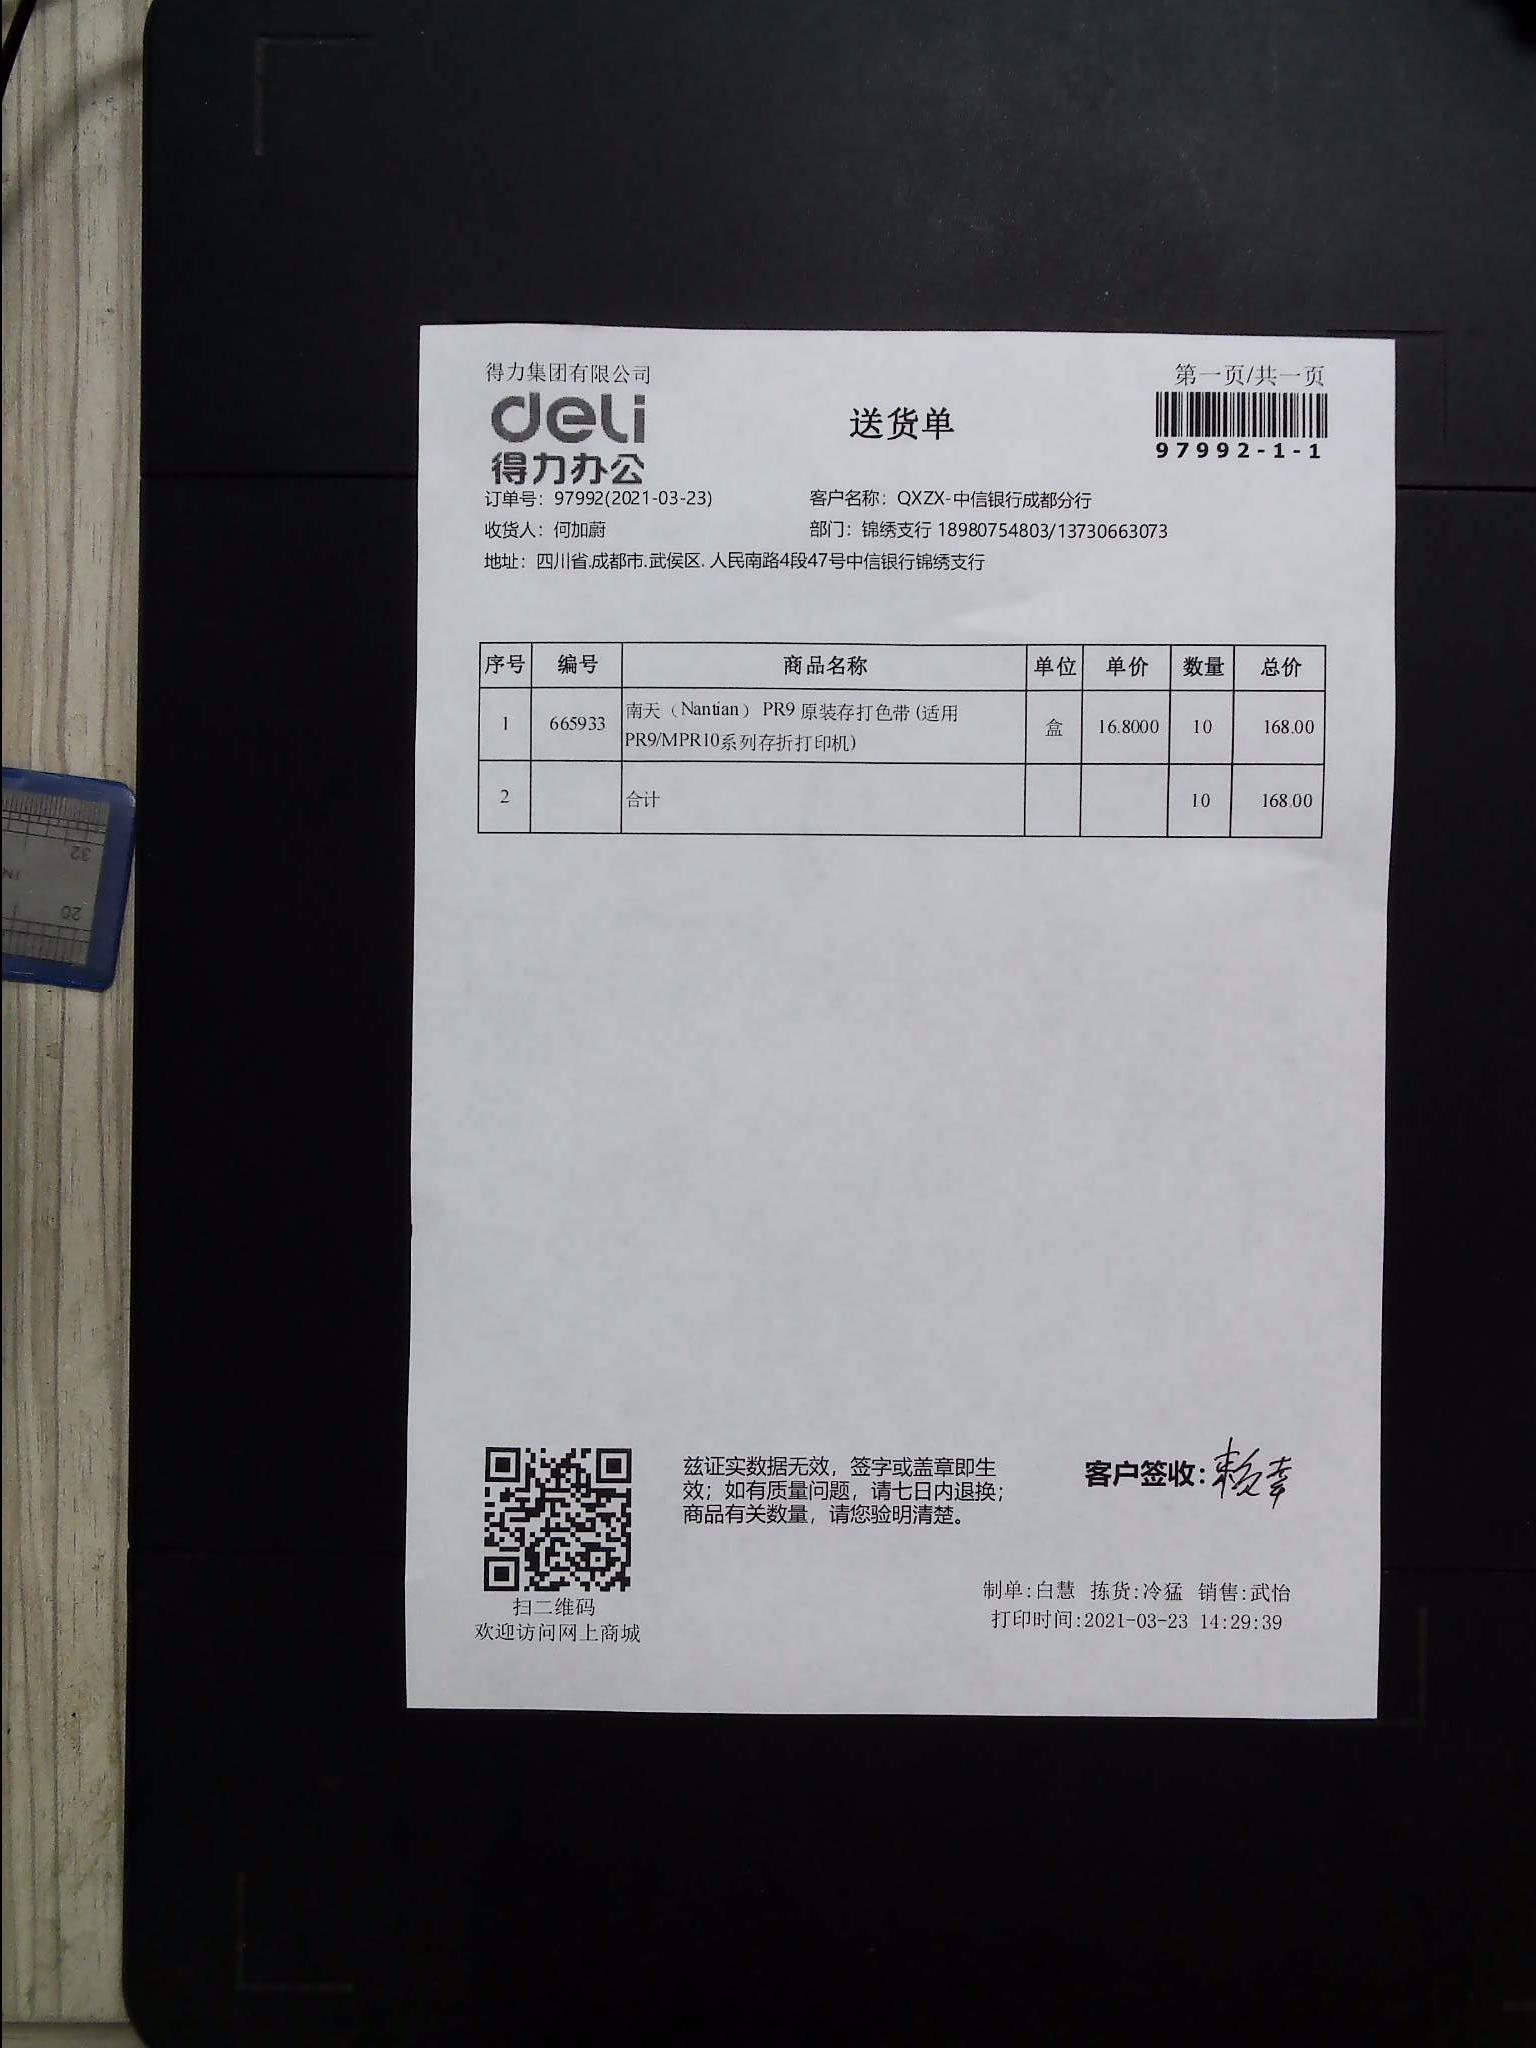 得力集团有限公司
第一页/共一页
deli
得力办公
送货单
97992-1-1
订单号：97992(2021-03-23)
客户名称：QXZX-中信银行成都分行
收货人：何加蔚
部门：锦绣支行 18980754803/13730663073
地址：四川省.成都市.武侯区. 人民南路4段47号中信银行锦绣支行
序号 编号 商品名称 单位 单价 数量 总价
1 665933 南天（Nantian） PR9 原装存打色带 (适用 PR9/MPR10系列存折打印机) 盒 16.8000 10 168.00
2 合计 10 168.00
兹证实数据无效，签字或盖章即生
效；如有质量问题，请七日内退换；
商品有关数量，请您验明清楚。
客户签收：
扫二维码
欢迎访问网上商城
制单:白慧 拣货:冷猛 销售:武怡
打印时间:2021-03-23 14:29:39
32
IN
20